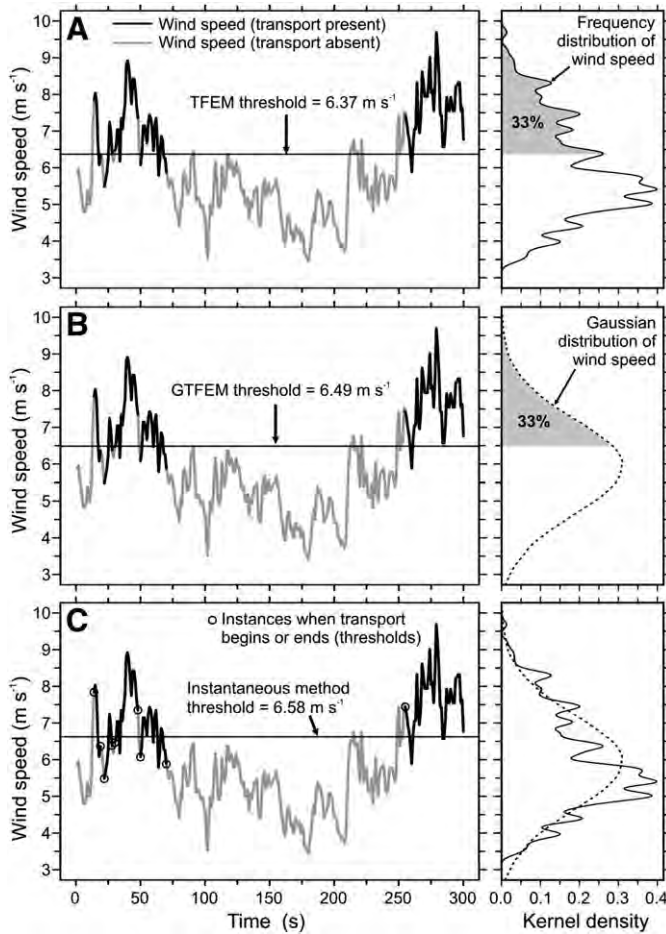 A
Wind speed (transport present)
Wind speed (transport absent)
TFEM threshold = 6.37 m s⁻¹
Wind speed (m s⁻¹)
10
9
8
7
6
5
4
3
Frequency
distribution of
wind speed
33%
B
GTFEM threshold = 6.49 m s⁻¹
Wind speed (m s⁻¹)
10
9
8
7
6
5
4
3
Gaussian
distribution of
wind speed
33%
C
Instances when transport
begins or ends (thresholds)
Instantaneous method
threshold = 6.58 m s⁻¹
Wind speed (m s⁻¹)
10
9
8
7
6
5
4
3
0 50 100 150 200 250 300
Time (s)
0.0 0.1 0.2 0.3 0.4
Kernel density